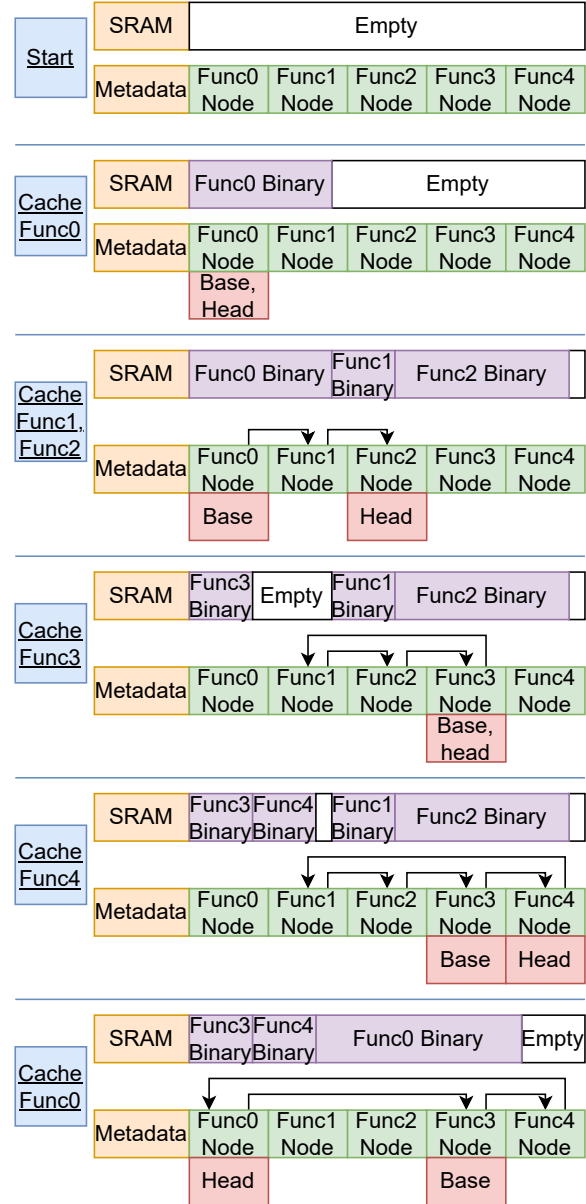 Start
SRAM
Empty
Metadata
Func0
Node
Func1
Node
Func2
Node
Func3
Node
Func4
Node
Cache
Func0
SRAM
Func0 Binary
Empty
Metadata
Func0
Node
Func1
Node
Func2
Node
Func3
Node
Func4
Node
Base,
Head
Cache
Func1,
Func2
SRAM
Func0 Binary
Func1
Binary
Func2 Binary
Metadata
Func0
Node
Func1
Node
Func2
Node
Func3
Node
Func4
Node
Base
Head
Cache
Func3
SRAM
Func3
Binary
Empty
Func1
Binary
Func2 Binary
Metadata
Func0
Node
Func1
Node
Func2
Node
Func3
Node
Func4
Node
Base,
head
Cache
Func4
SRAM
Func3
Binary
Func4
Binary
Func1
Binary
Func2 Binary
Metadata
Func0
Node
Func1
Node
Func2
Node
Func3
Node
Func4
Node
Base
Head
Cache
Func0
SRAM
Func3
Binary
Func4
Binary
Func0 Binary
Empty
Metadata
Func0
Node
Func1
Node
Func2
Node
Func3
Node
Func4
Node
Head
Base